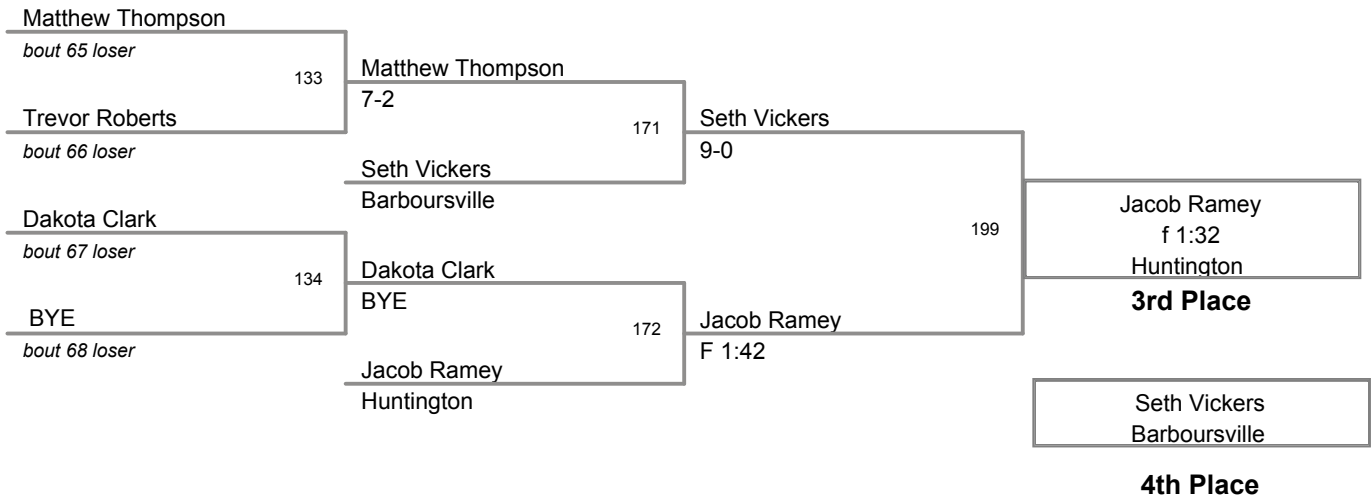 Matthew Thompson
bout 65 loser
133
Trevor Roberts
bout 66 loser
Matthew Thompson
7-2
171
Seth Vickers
Barboursville
Seth Vickers
9-0
Dakota Clark
bout 67 loser
134
BYE
bout 68 loser
Dakota Clark
BYE
172
Jacob Ramey
Huntington
Jacob Ramey
F 1:42
199
Jacob Ramey
f 1:32
Huntington
3rd Place
Seth Vickers
Barboursville
4th Place